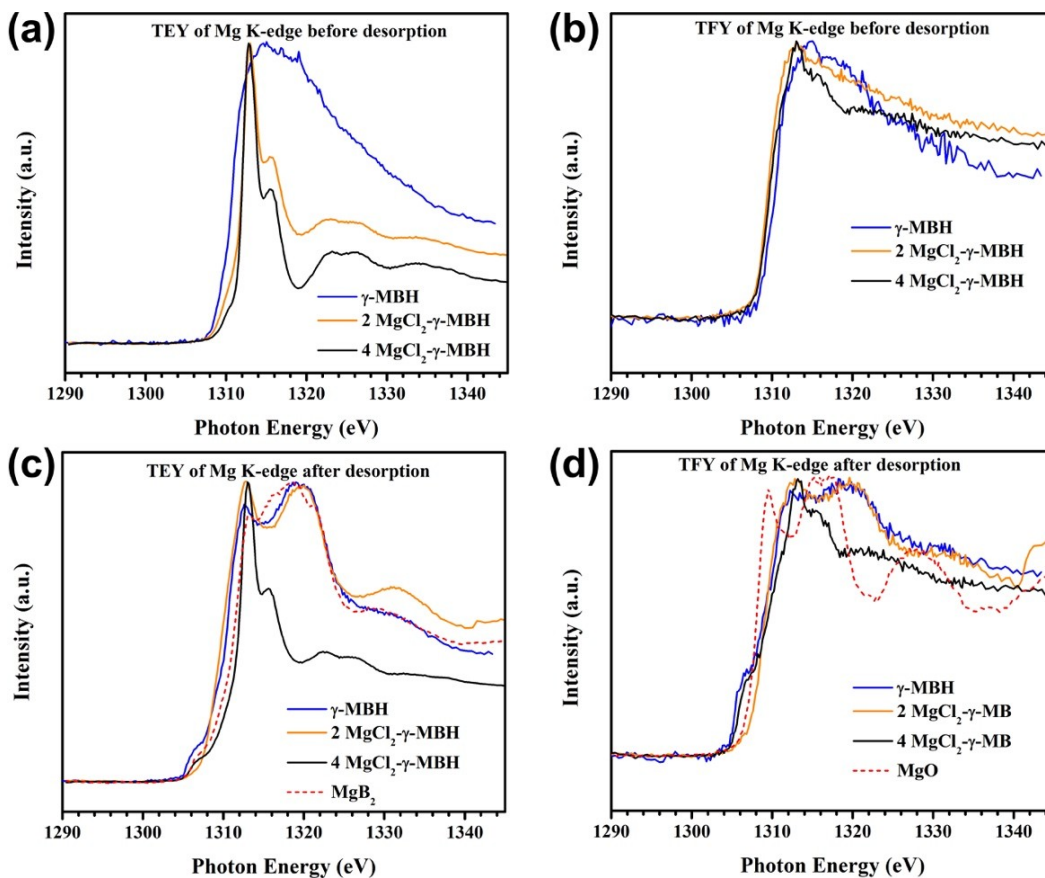 (a)
TEY of Mg K-edge before desorption
Intensity (a.u.)
γ-MBH
2 MgCl₂-γ-MBH
4 MgCl₂-γ-MBH
1290 1300 1310 1320 1330 1340
Photon Energy (eV)
(b)
TFY of Mg K-edge before desorption
Intensity (a.u.)
γ-MBH
2 MgCl₂-γ-MBH
4 MgCl₂-γ-MBH
1290 1300 1310 1320 1330 1340
Photon Energy (eV)
(c)
TEY of Mg K-edge after desorption
Intensity (a.u.)
γ-MBH
2 MgCl₂-γ-MBH
4 MgCl₂-γ-MBH
MgB₂
1290 1300 1310 1320 1330 1340
Photon Energy (eV)
(d)
TFY of Mg K-edge after desorption
Intensity (a.u.)
γ-MBH
2 MgCl₂-γ-MB
4 MgCl₂-γ-MB
MgO
1290 1300 1310 1320 1330 1340
Photon Energy (eV)